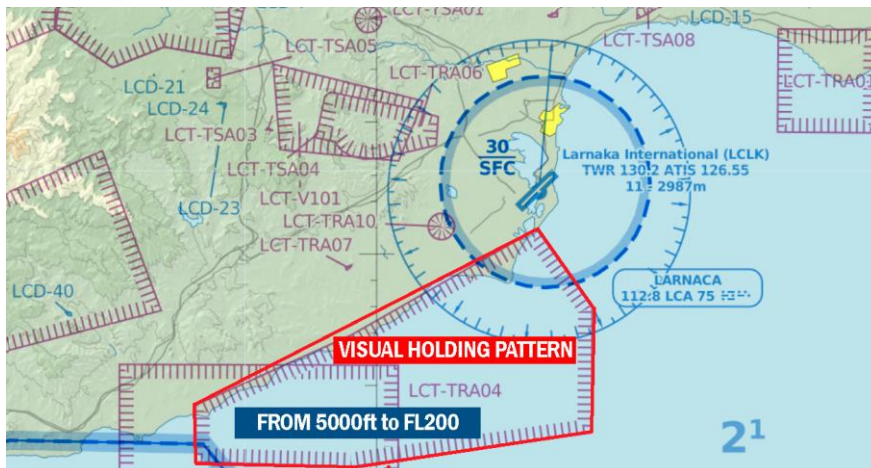 LCT-TSA01
LCD-15
LCT-TSA05
LCT-TSA08
LCD-21
LCT-TRA06
LCT-TRA01
LCD-24
LCT-TSA03
30
SFC
Larnaka International (LCLK)
TWR 130.2 ATIS 126.55
11 - 2987m
LCT-TSA04
LCT-V101
LCD-23
LCT-TRA10
LCT-TRA07
LARNACA
112.8 LCA 75
LCD-40
VISUAL HOLDING PATTERN
LCT-TRA04
FROM 5000ft to FL200
2¹